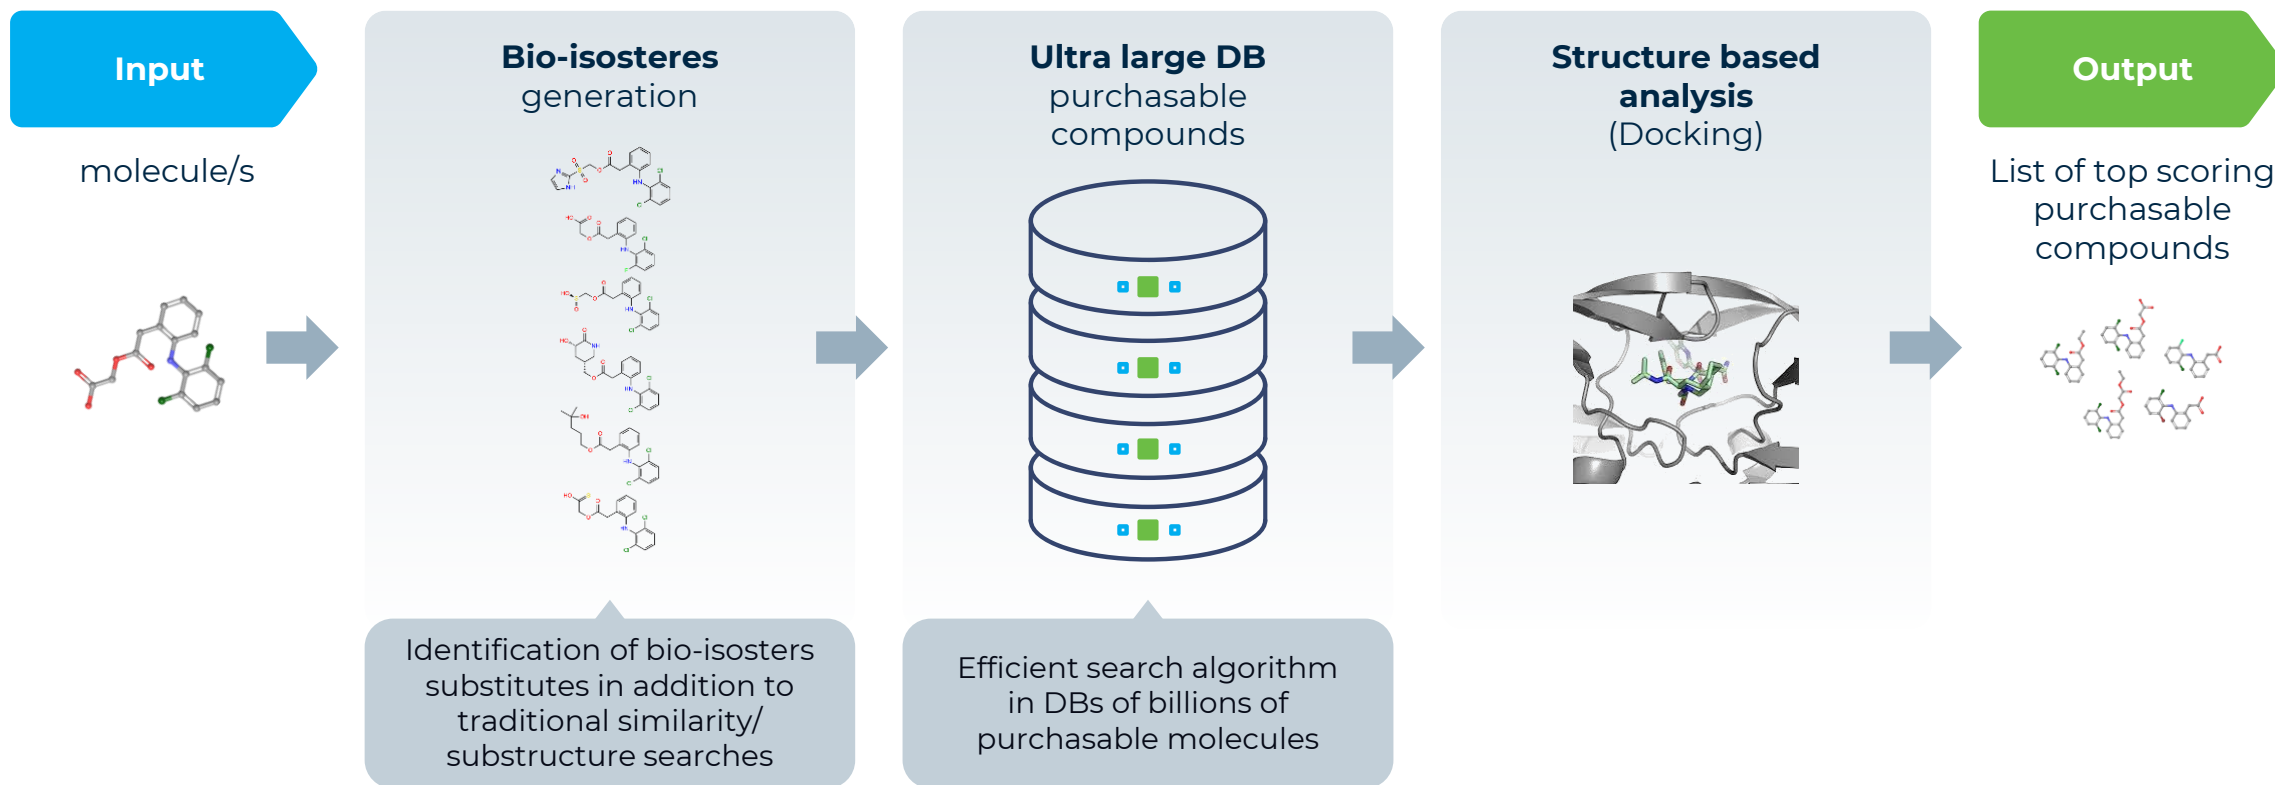 Input
molecule/s
Bio-isosteres
generation
Identification of bio-isosters
substitutes in addition to
traditional similarity/
substructure searches
Ultra large DB
purchasable
compounds
Efficient search algorithm
in DBs of billions of
purchasable molecules
Structure based
analysis
(Docking)
Output
List of top scoring
purchasable
compounds